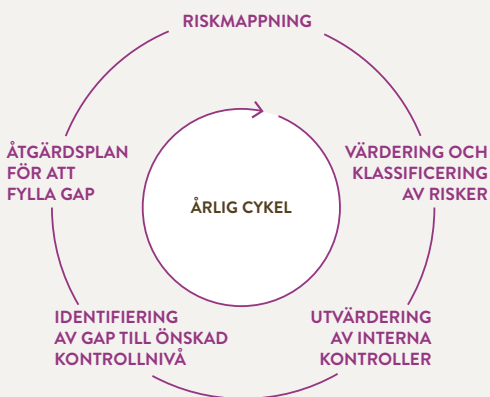 RISKMAPPNING
VÄRDERING OCH
KLASSIFICERING
AV RISKER
UTVÄRDERING
AV INTERNA
KONTROLLER
IDENTIFIERING
AV GAP TILL ÖNSKAD
KONTROLLNIVÅ
ÅTGÄRDSPLAN
FÖR ATT
FYLLA GAP
ÅRLIG CYKEL